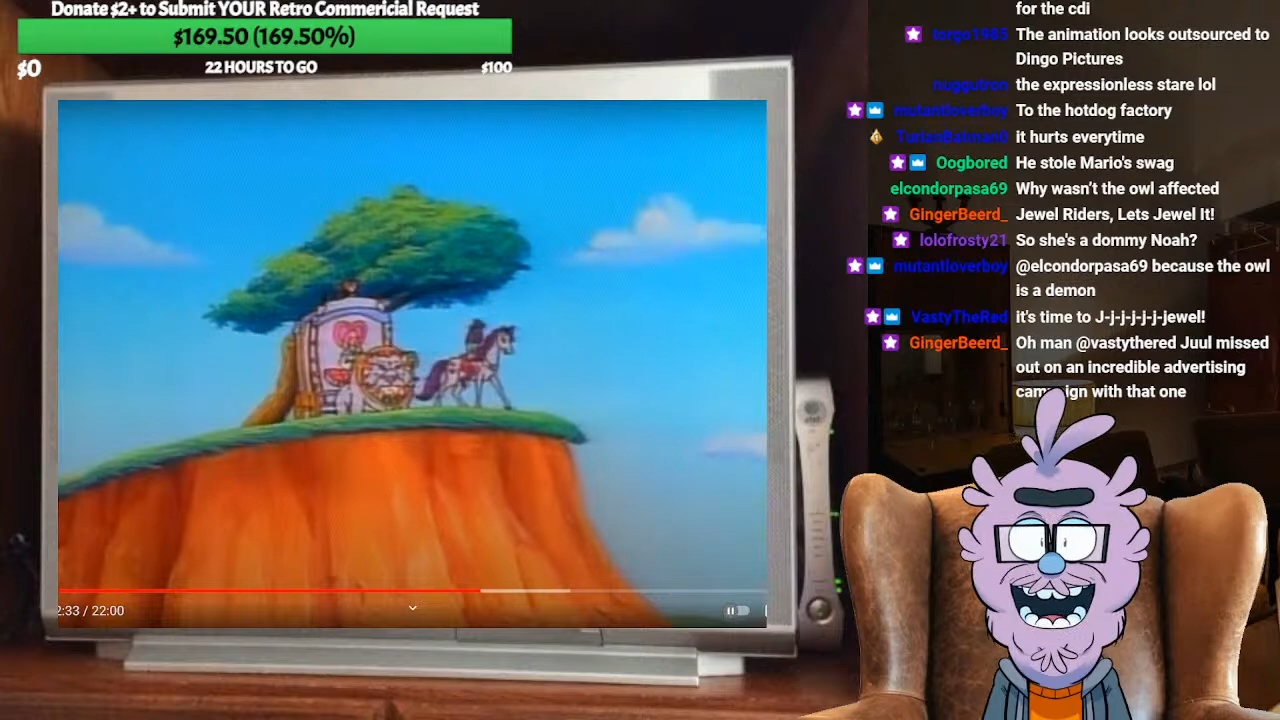 Donate $2+ to Submit YOUR Retro Commericial Request
$169.50 (169.50%)
$0
22 HOURS TO GO
$100
2:33 / 22:00
for the cdi
torgo1985 The animation looks outsourced to
Dingo Pictures
nuggutron the expressionless stare lol
mutantloverboy To the hotdog factory
TurianBatman0 it hurts everytime
Oogbored He stole Mario's swag
elcondorpasa69 Why wasn't the owl affected
GingerBeerd_ Jewel Riders, Lets Jewel It!
lolofrosty21 So she's a dommy Noah?
mutantloverboy @elcondorpasa69 because the owl
is a demon
VastyTheRed it's time to J-j-j-j-j-jewel!
GingerBeerd_ Oh man @vastythered Juul missed
out on an incredible advertising
with that one